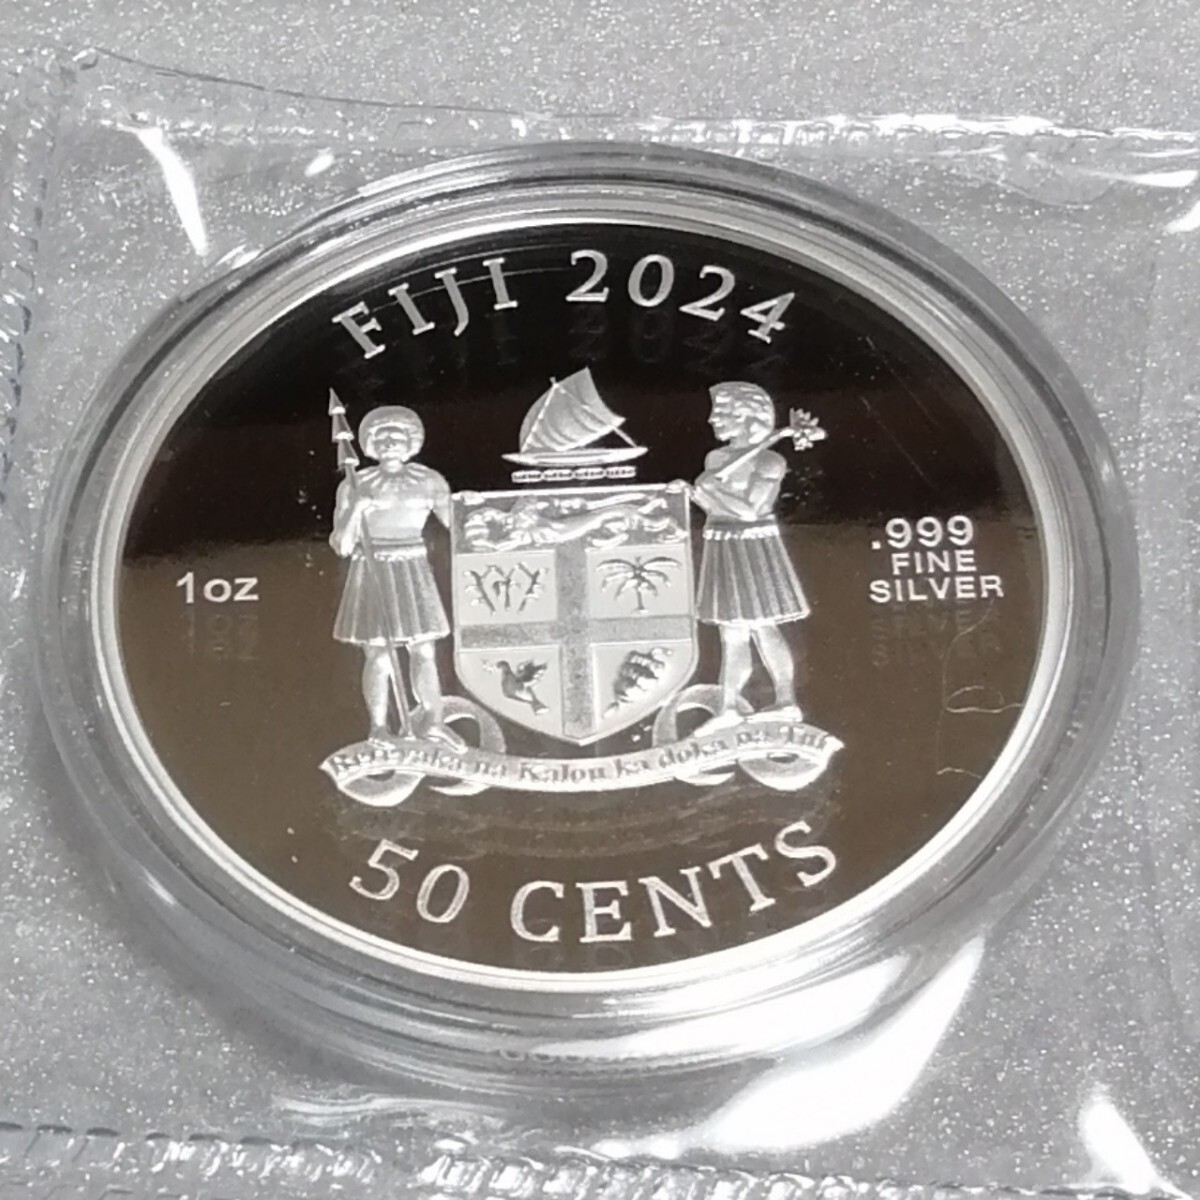 FIJI 2024
1oz
.999
FINE
SILVER
Rerevaka na Kalou ka doka na Tui
50 CENTS